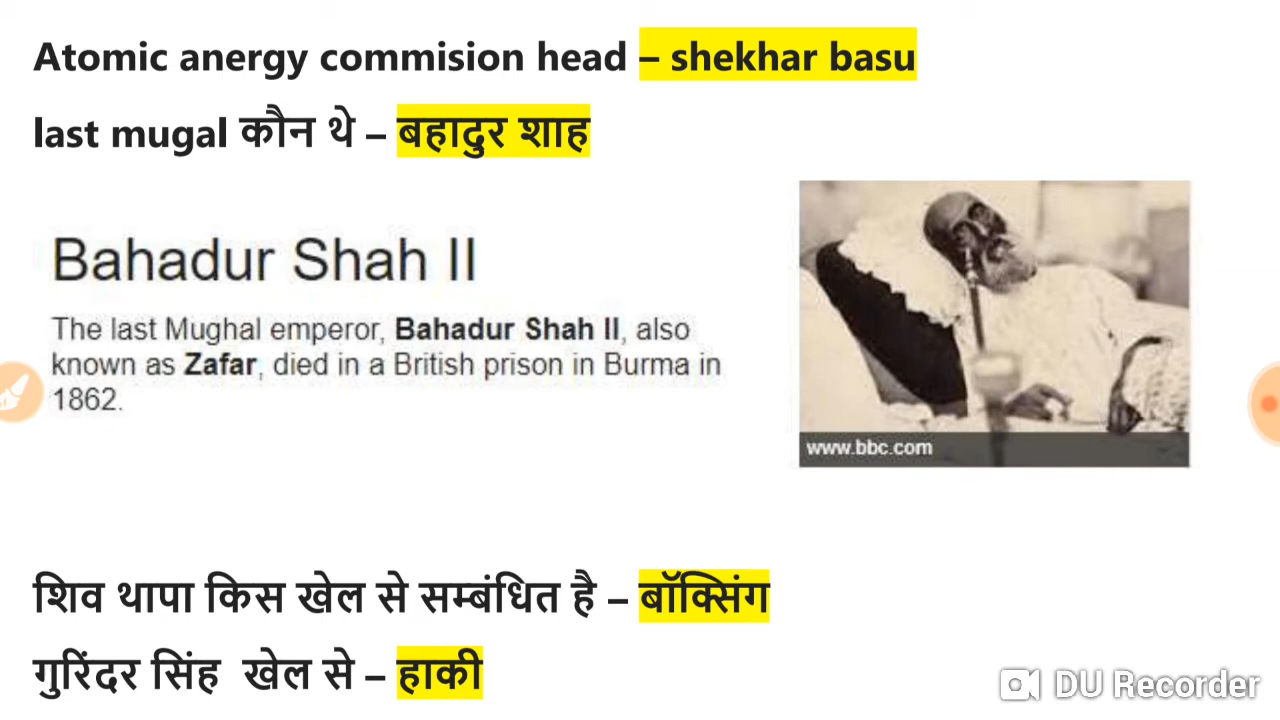 Atomic anergy commision head – shekhar basu
last mugal कौन थे – बहादुर शाह
Bahadur Shah II
The last Mughal emperor, Bahadur Shah II, also
known as Zafar, died in a British prison in Burma in
1862.
www.bbc.com
शिव थापा किस खेल से सम्बंधित है – बॉक्सिंग
गुरिंदर सिंह खेल से – हाकी
DU Recorder